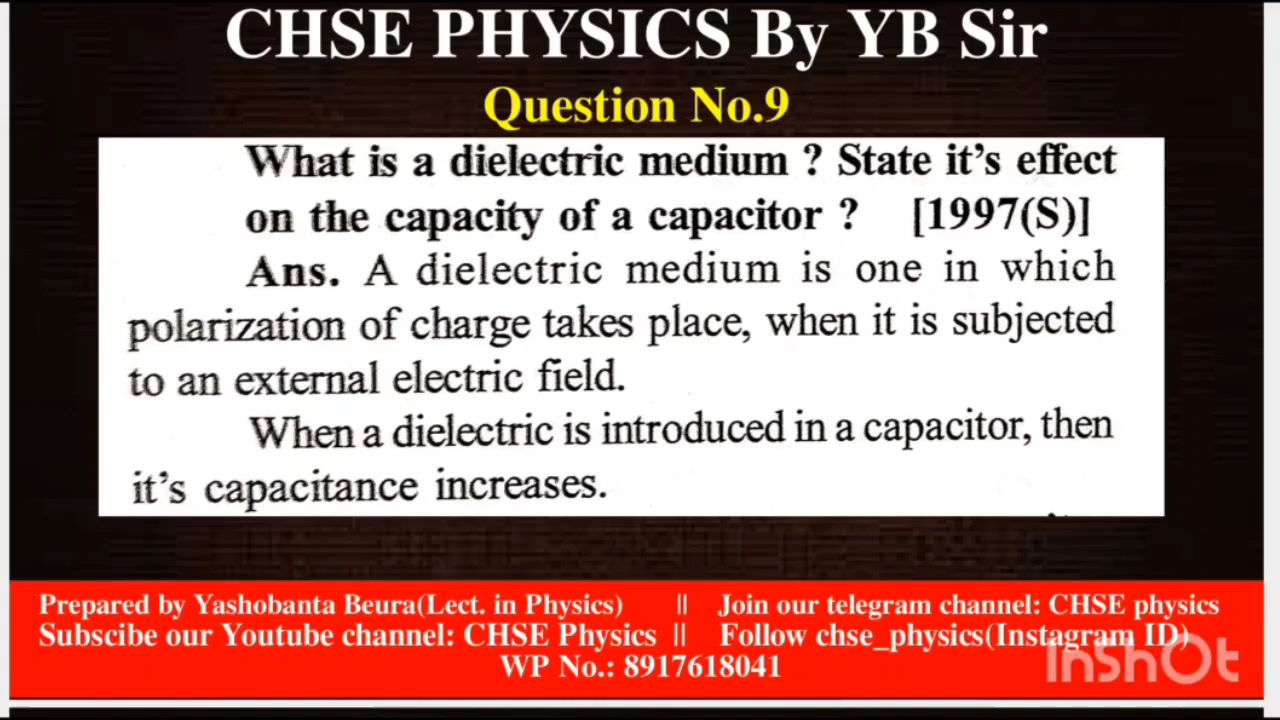 CHSE PHYSICS By YB Sir
Question No.9
What is a dielectric medium ? State it's effect
on the capacity of a capacitor ? [1997(S)]
Ans. A dielectric medium is one in which
polarization of charge takes place, when it is subjected
to an external electric field.
When a dielectric is introduced in a capacitor, then
it's capacitance increases.
Prepared by Yashobanta Beura(Lect. in Physics) || Join our telegram channel: CHSE physics
Subscibe our Youtube channel: CHSE Physics || Follow chse_physics(Instagram ID)
WP No.: 8917618041
InShOt